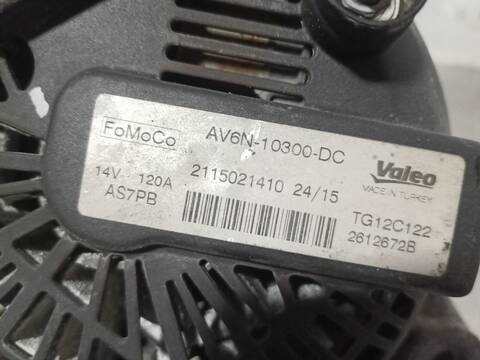 FoMoCo
AV6N-10300-DC
Valeo
MADE IN TURKEY
14V 120A
2115021410 24/15
AS7PB
TG12C122
2612672B